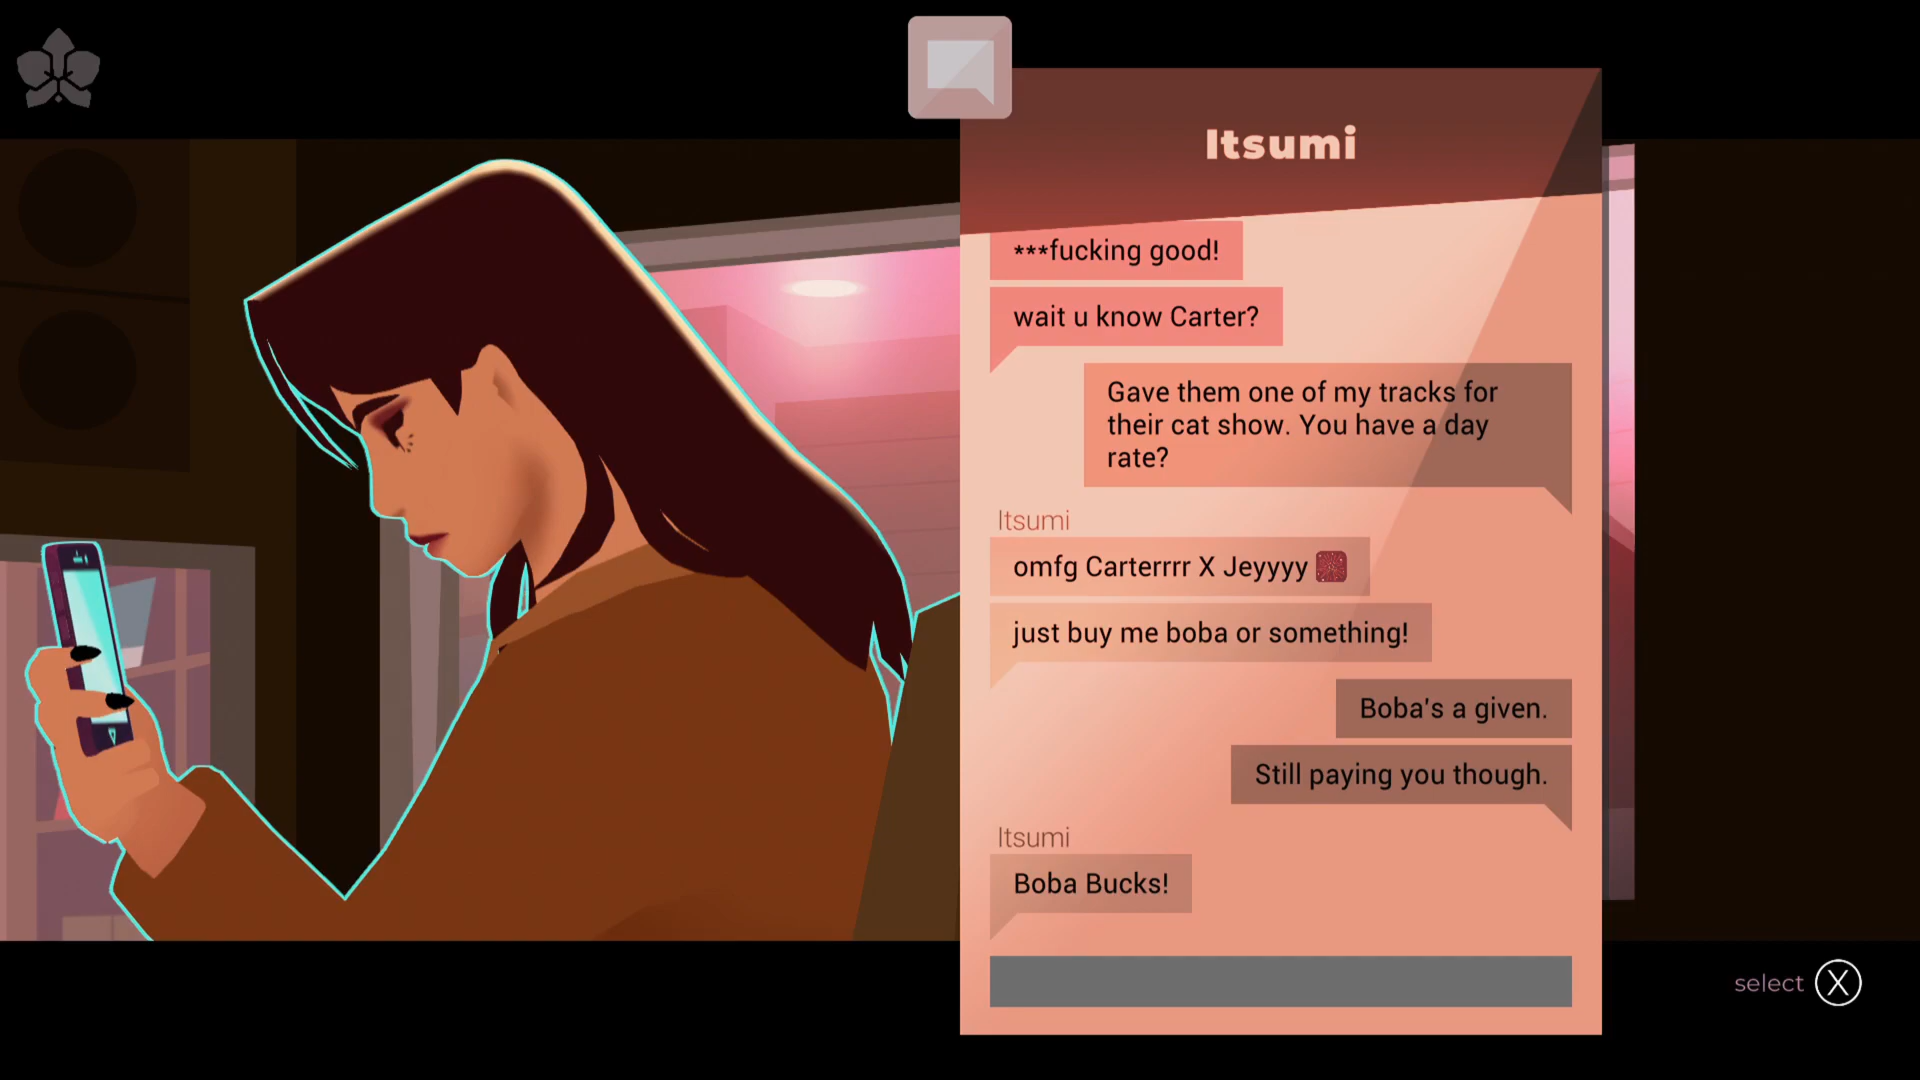 Itsumi
***fucking good!
wait u know Carter?
Gave them one of my tracks for
their cat show. You have a day
rate?
Itsumi
omfg Carterrrr X Jeyyyy
just buy me boba or something!
Boba's a given.
Still paying you though.
Itsumi
Boba Bucks!
select X